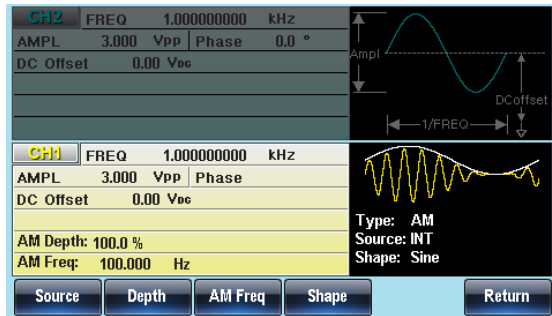 CH2 FREQ 1.000000000 kHz
AMPL 3.000 Vpp Phase 0.0 °
DC Offset 0.00 VDC
Ampl
DCoffset
1/FREQ
CH1 FREQ 1.000000000 kHz
AMPL 3.000 Vpp Phase
DC Offset 0.00 VDC
AM Depth: 100.0 %
AM Freq: 100.000 Hz
Type: AM
Source: INT
Shape: Sine
Source Depth AM Freq Shape Return